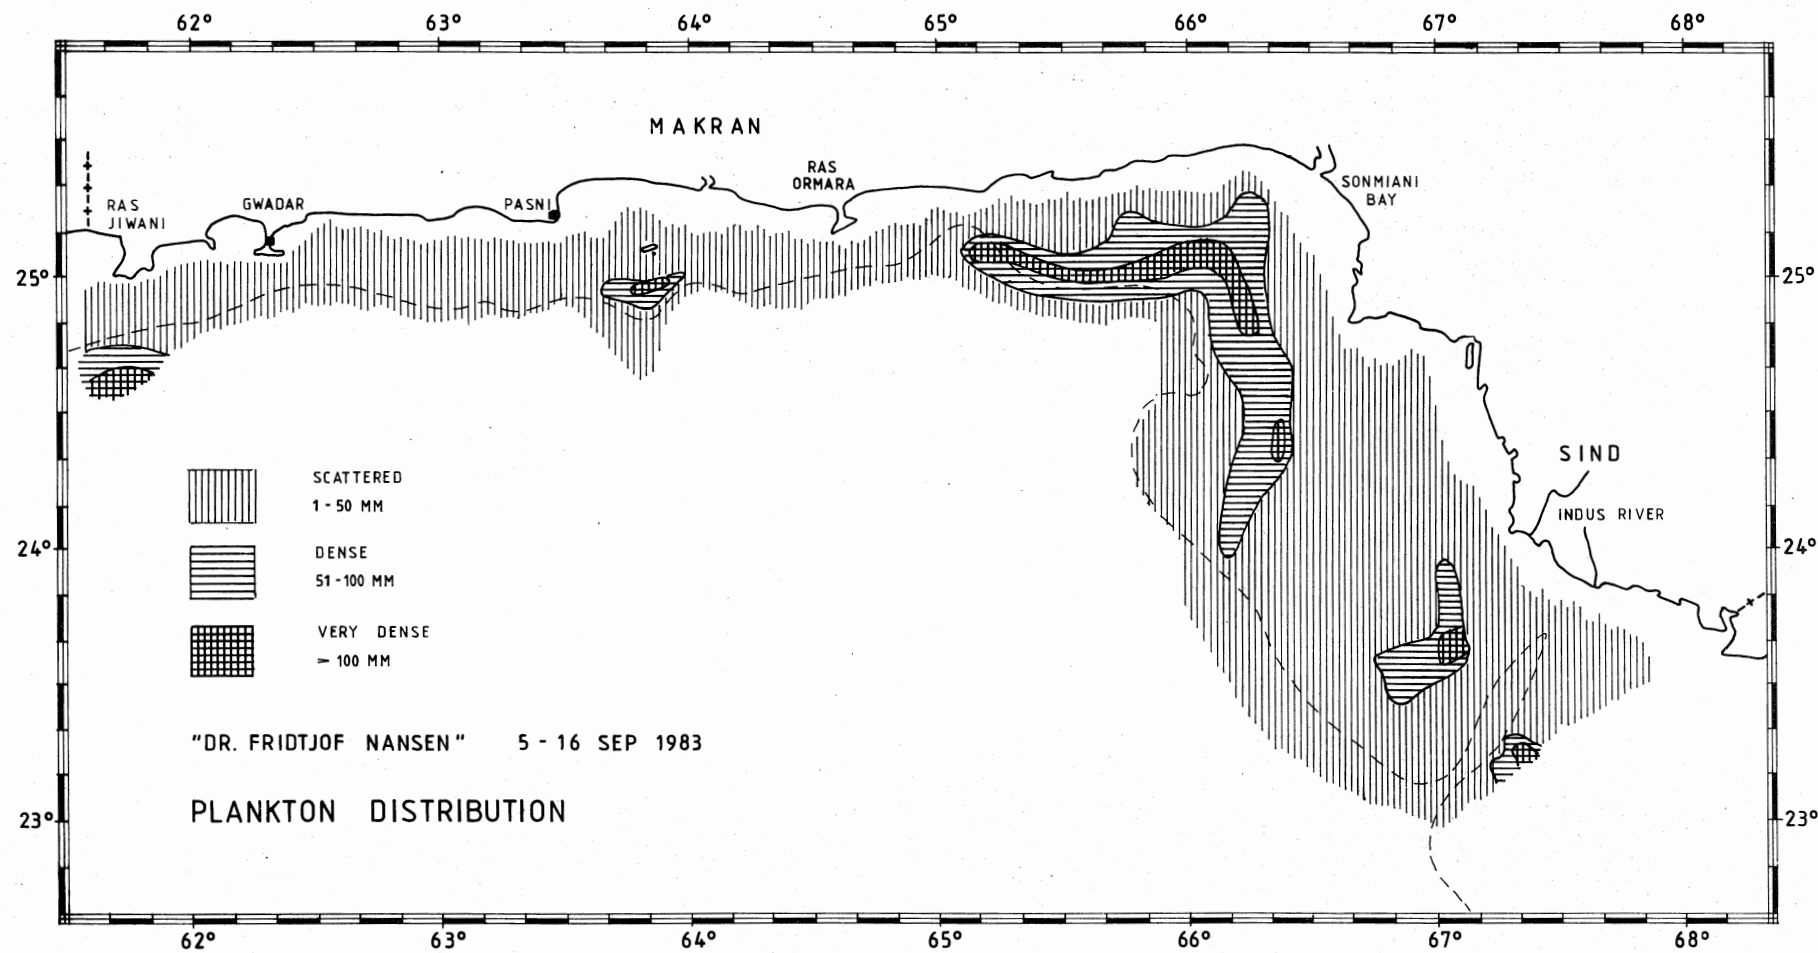 62° 63° 64° 65° 66° 67° 68°
MAKRAN
RAS
ORMARA
SONMIANI
BAY
RAS
JIWANI
GWADAR
PASNI
25° 25°
SIND
SCATTERED
1 - 50 MM
INDUS RIVER
24° 24°
DENSE
51 - 100 MM
VERY DENSE
> 100 MM
"DR. FRIDTJOF NANSEN" 5 - 16 SEP 1983
PLANKTON DISTRIBUTION
23° 23°
62° 63° 64° 65° 66° 67° 68°